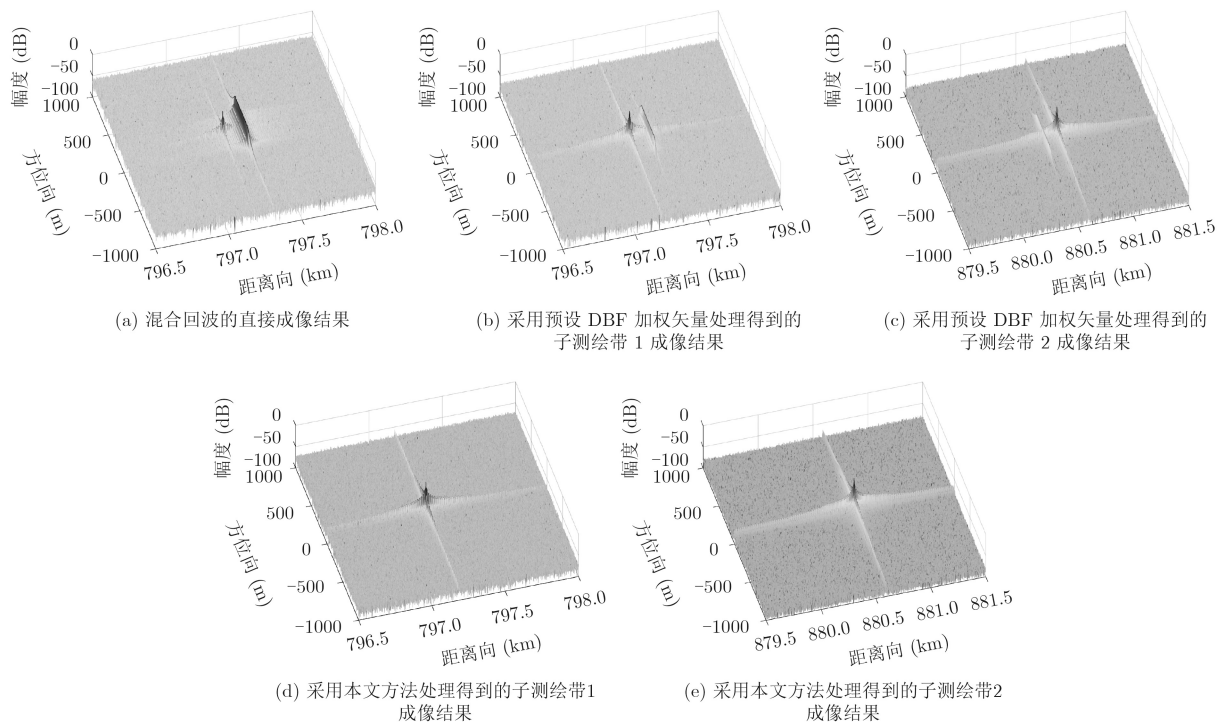 幅度 (dB)
0
−50
−100
1000
500
0
−500
−1000
方位向 (m)
796.5
797.0
797.5
798.0
距离向 (km)
(a) 混合回波的直接成像结果
幅度 (dB)
0
−50
−100
1000
500
0
−500
−1000
方位向 (m)
796.5
797.0
797.5
798.0
距离向 (km)
(b) 采用预设 DBF 加权矢量处理得到的
子测绘带 1 成像结果
幅度 (dB)
0
−50
−100
1000
500
0
−500
−1000
方位向 (m)
879.5
880.0
880.5
881.0
881.5
距离向 (km)
(c) 采用预设 DBF 加权矢量处理得到的
子测绘带 2 成像结果
幅度 (dB)
0
−50
−100
1000
500
0
−500
−1000
方位向 (m)
796.5
797.0
797.5
798.0
距离向 (km)
(d) 采用本文方法处理得到的子测绘带1
成像结果
幅度 (dB)
0
−50
−100
1000
500
0
−500
−1000
方位向 (m)
879.5
880.0
880.5
881.0
881.5
距离向 (km)
(e) 采用本文方法处理得到的子测绘带2
成像结果